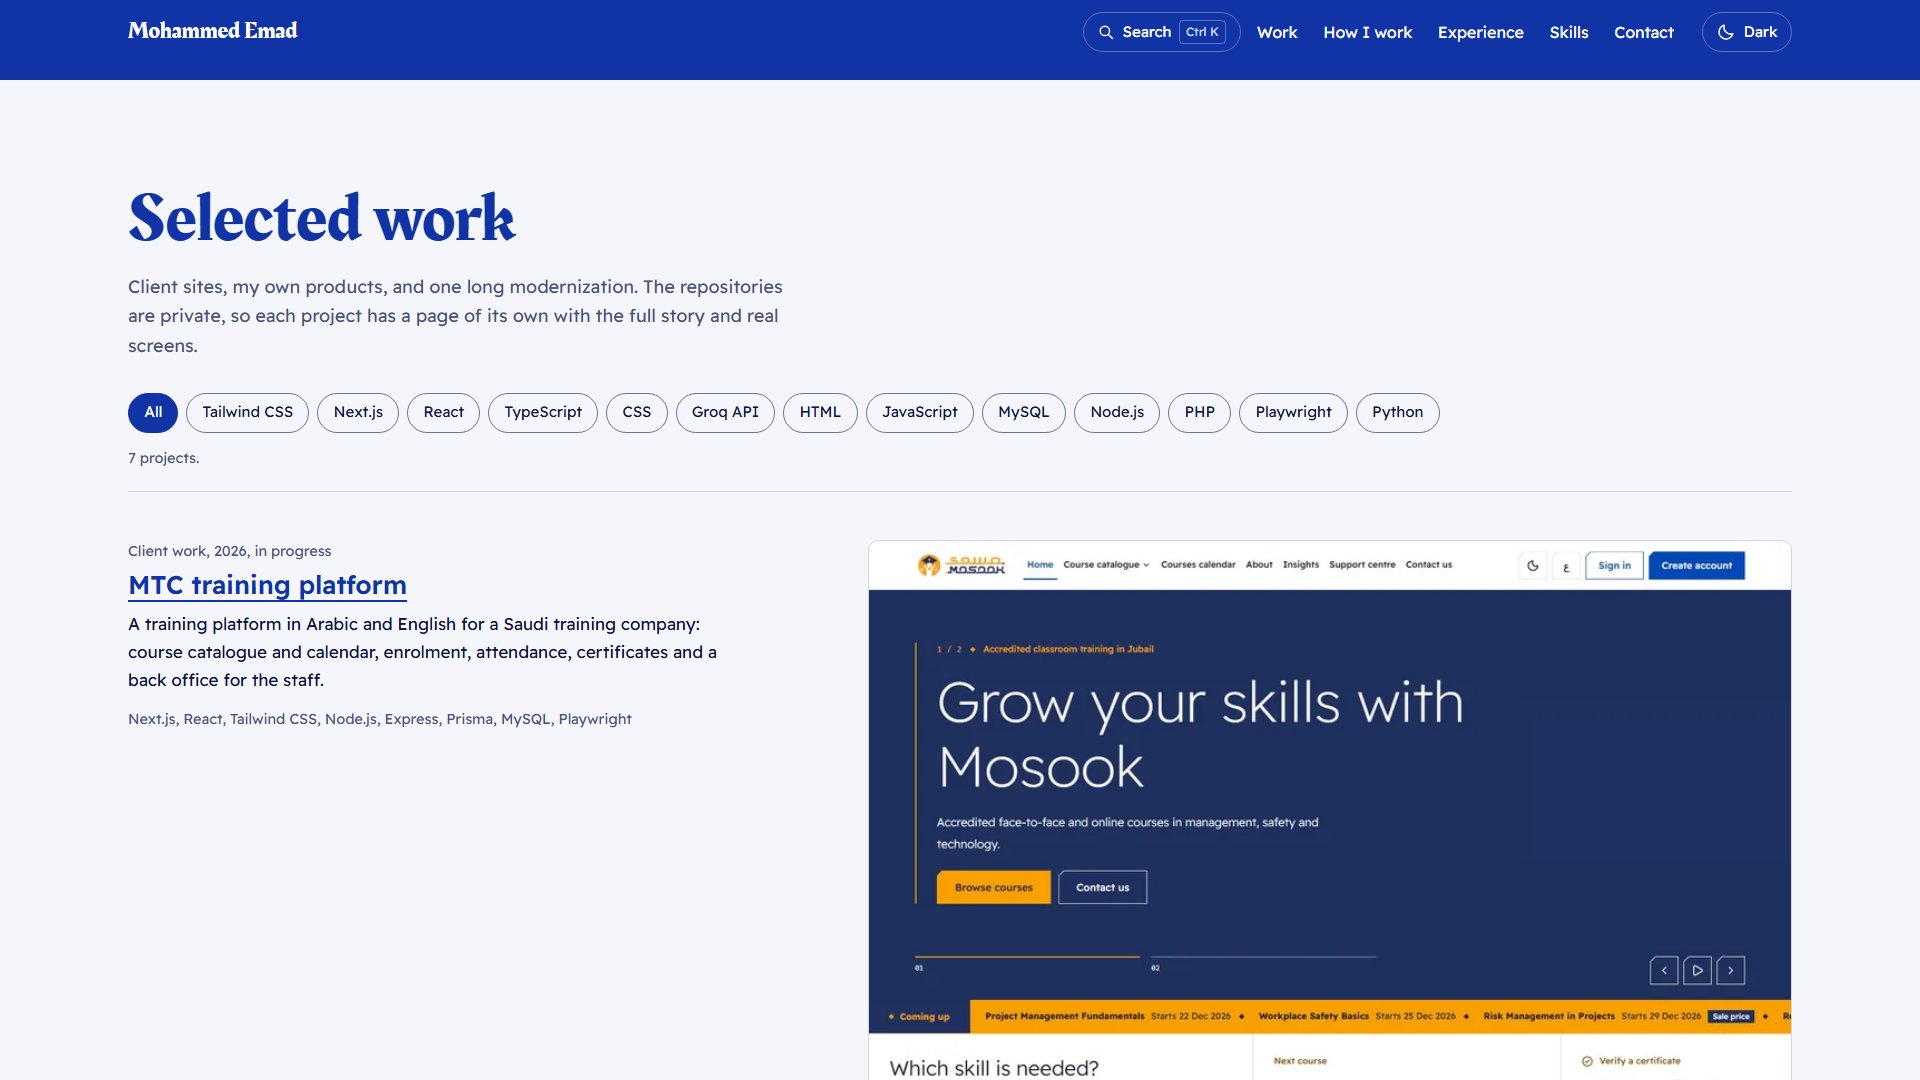 Mohammed Emad
Search Ctrl K Work How I work Experience Skills Contact Dark
Selected work
Client sites, my own products, and one long modernization. The repositories
are private, so each project has a page of its own with the full story and real
screens.
All Tailwind CSS Next.js React TypeScript CSS Groq API HTML JavaScript MySQL Node.js PHP Playwright Python
7 projects.
Client work, 2026, in progress
MTC training platform
A training platform in Arabic and English for a Saudi training company:
course catalogue and calendar, enrolment, attendance, certificates and a
back office for the staff.
Next.js, React, Tailwind CSS, Node.js, Express, Prisma, MySQL, Playwright
MOSOOK
Home Course catalogue Courses calendar About Insights Support centre Contact us ع Sign in Create account
1 / 2 Accredited classroom training in Jubail
Grow your skills with
Mosook
Accredited face-to-face and online courses in management, safety and
technology.
Browse courses Contact us
01 02
Coming up Project Management Fundamentals Starts 22 Dec 2026 Workplace Safety Basics Starts 25 Dec 2026 Risk Management in Projects Starts 29 Dec 2026 Sale price
Which skill is needed? Next course Verify a certificate